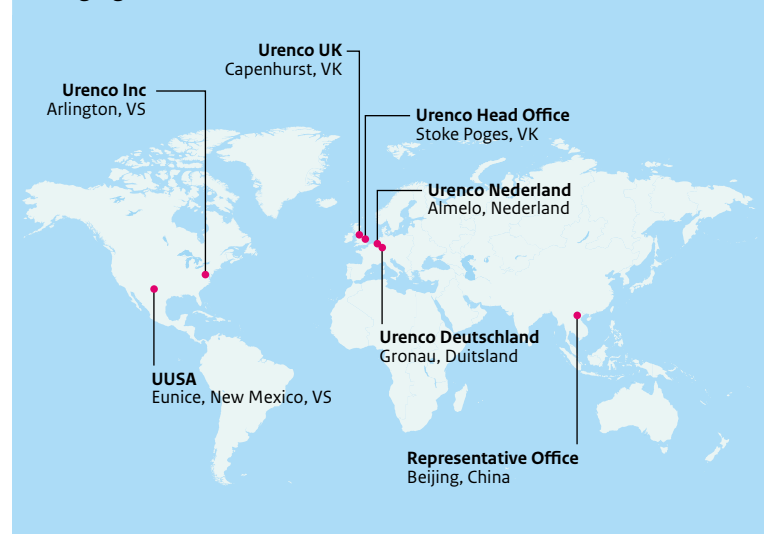 Urenco UK
Capenhurst, VK
Urenco Inc
Arlington, VS
Urenco Head Office
Stoke Poges, VK
Urenco Nederland
Almelo, Nederland
Urenco Deutschland
Gronau, Duitsland
UUSA
Eunice, New Mexico, VS
Representative Office
Beijing, China